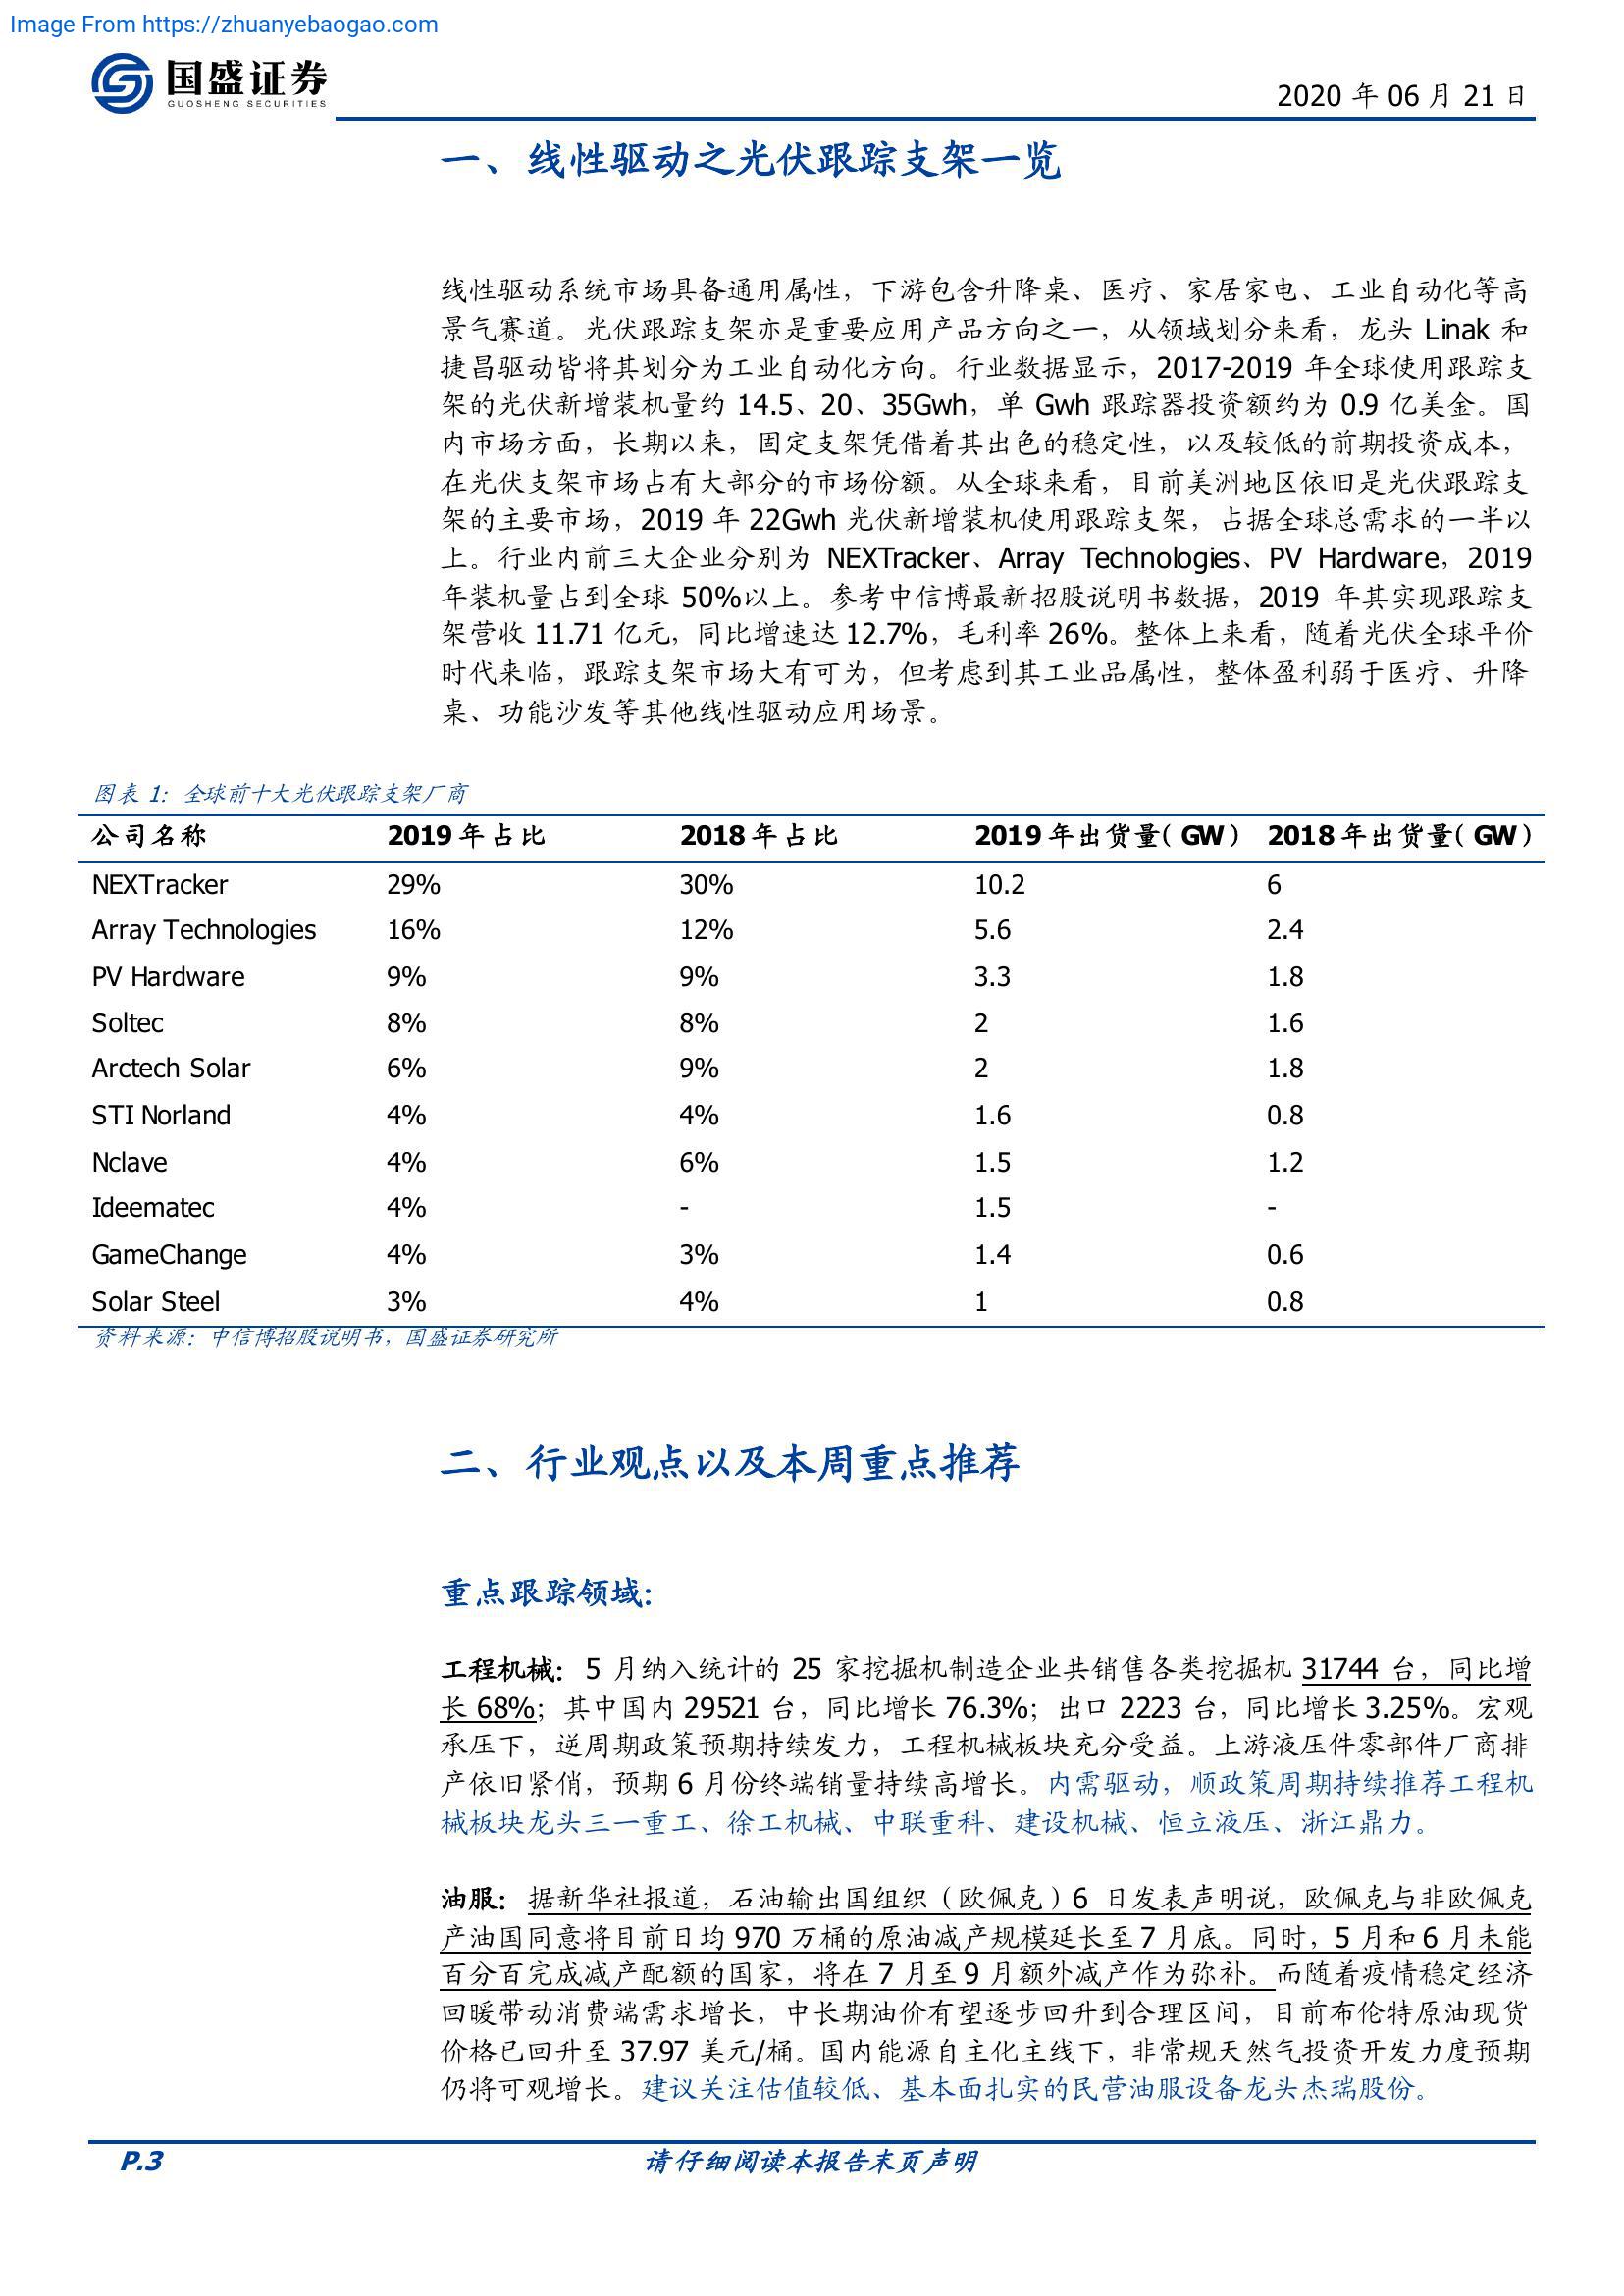 Image From https://zhuanyebaogao.com
国盛证券
GUOSHENG SECURITIES
2020 年 06 月 21 日
一、线性驱动之光伏跟踪支架一览
线性驱动系统市场具备通用属性，下游包含升降桌、医疗、家居家电、工业自动化等高
景气赛道。光伏跟踪支架亦是重要应用产品方向之一，从领域划分来看，龙头 Linak 和
捷昌驱动皆将其划分为工业自动化方向。行业数据显示，2017-2019 年全球使用跟踪支
架的光伏新增装机量约 14.5、20、35Gwh，单 Gwh 跟踪器投资额约为 0.9 亿美金。国
内市场方面，长期以来，固定支架凭借着其出色的稳定性，以及较低的前期投资成本，
在光伏支架市场占有大部分的市场份额。从全球来看，目前美洲地区依旧是光伏跟踪支
架的主要市场，2019 年 22Gwh 光伏新增装机使用跟踪支架，占据全球总需求的一半以
上。行业内前三大企业分别为 NEXTracker、Array Technologies、PV Hardware，2019
年装机量占到全球 50%以上。参考中信博最新招股说明书数据，2019 年其实现跟踪支
架营收 11.71 亿元，同比增速达 12.7%，毛利率 26%。整体上来看，随着光伏全球平价
时代来临，跟踪支架市场大有可为，但考虑到其工业品属性，整体盈利弱于医疗、升降
桌、功能沙发等其他线性驱动应用场景。
图表 1：全球前十大光伏跟踪支架厂商
公司名称 2019 年占比 2018 年占比 2019 年出货量（GW） 2018 年出货量（GW）
NEXTracker 29% 30% 10.2 6
Array Technologies 16% 12% 5.6 2.4
PV Hardware 9% 9% 3.3 1.8
Soltec 8% 8% 2 1.6
Arctech Solar 6% 9% 2 1.8
STI Norland 4% 4% 1.6 0.8
Nclave 4% 6% 1.5 1.2
Ideematec 4% - 1.5 -
GameChange 4% 3% 1.4 0.6
Solar Steel 3% 4% 1 0.8
资料来源：中信博招股说明书，国盛证券研究所
二、行业观点以及本周重点推荐
重点跟踪领域：
工程机械：5 月纳入统计的 25 家挖掘机制造企业共销售各类挖掘机 31744 台，同比增
长 68%；其中国内 29521 台，同比增长 76.3%；出口 2223 台，同比增长 3.25%。宏观
承压下，逆周期政策预期持续发力，工程机械板块充分受益。上游液压件零部件厂商排
产依旧紧俏，预期 6 月份终端销量持续高增长。内需驱动，顺政策周期持续推荐工程机
械板块龙头三一重工、徐工机械、中联重科、建设机械、恒立液压、浙江鼎力。
油服：据新华社报道，石油输出国组织（欧佩克）6 日发表声明说，欧佩克与非欧佩克
产油国同意将目前日均 970 万桶的原油减产规模延长至 7 月底。同时，5 月和 6 月未能
百分百完成减产配额的国家，将在 7 月至 9 月额外减产作为弥补。而随着疫情稳定经济
回暖带动消费端需求增长，中长期油价有望逐步回升到合理区间，目前布伦特原油现货
价格已回升至 37.97 美元/桶。国内能源自主化主线下，非常规天然气投资开发力度预期
仍将可观增长。建议关注估值较低、基本面扎实的民营油服设备龙头杰瑞股份。
P.3 请仔细阅读本报告末页声明